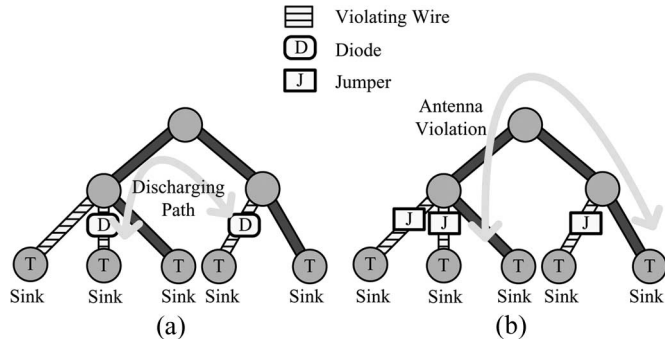 Violating Wire
D Diode
J Jumper
Antenna
Violation
Discharging
Path
D D
J J J
T T T T T
Sink Sink Sink Sink Sink
T T T T T
Sink Sink Sink Sink Sink
(a)
(b)